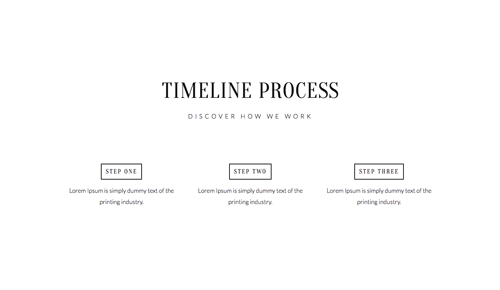 TIMELINE PROCESS
DISCOVER HOW WE WORK
STEP ONE
Lorem Ipsum is simply dummy text of the
printing industry.
STEP TWO
Lorem Ipsum is simply dummy text of the
printing industry.
STEP THREE
Lorem Ipsum is simply dummy text of the
printing industry.